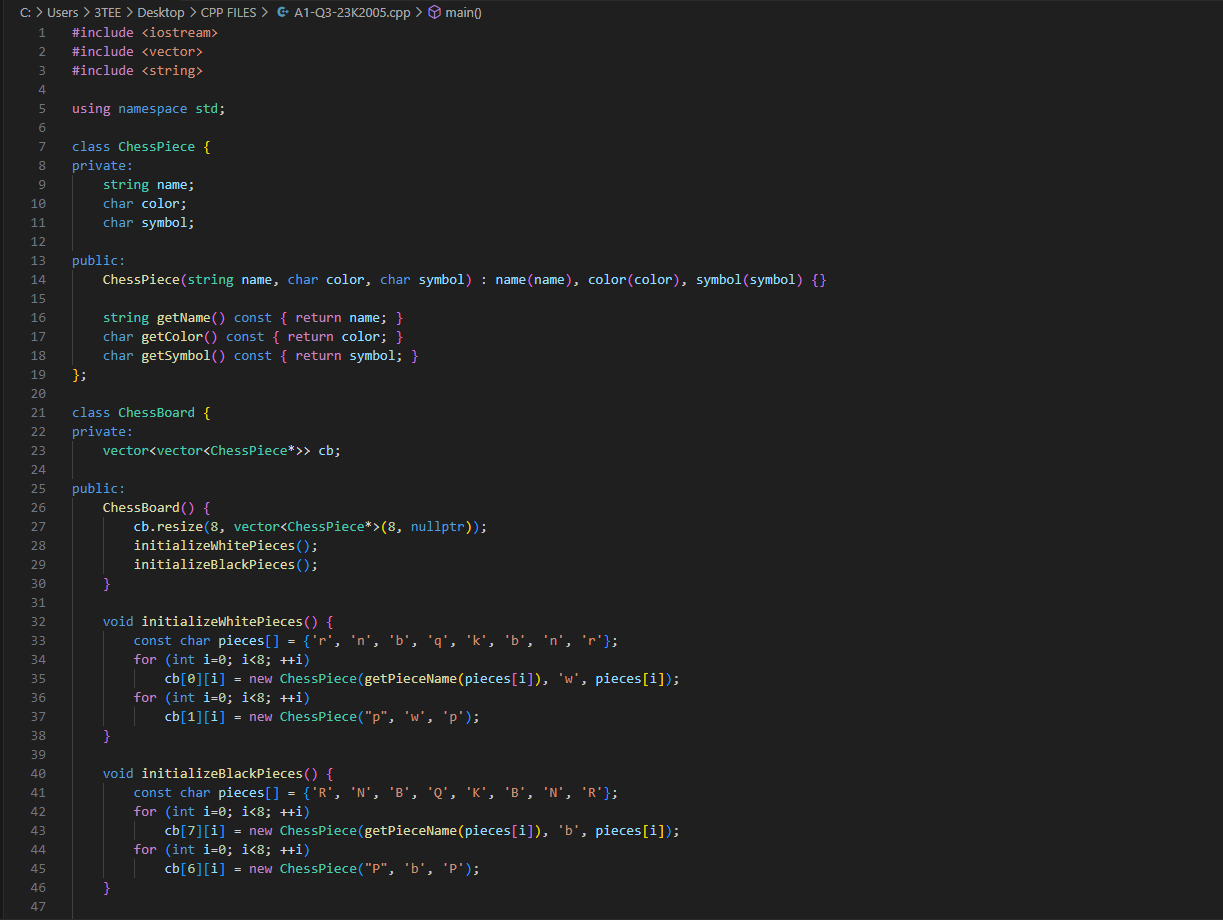 C: > Users > 3TEE > Desktop > CPP FILES > A1-Q3-23K2005.cpp > main()
1 #include <iostream>
2 #include <vector>
3 #include <string>
4
5 using namespace std;
6
7 class ChessPiece {
8 private:
9     string name;
10     char color;
11     char symbol;
12
13 public:
14     ChessPiece(string name, char color, char symbol) : name(name), color(color), symbol(symbol) {}
15
16     string getName() const { return name; }
17     char getColor() const { return color; }
18     char getSymbol() const { return symbol; }
19 };
20
21 class ChessBoard {
22 private:
23     vector<vector<ChessPiece*>> cb;
24
25 public:
26     ChessBoard() {
27         cb.resize(8, vector<ChessPiece*>(8, nullptr));
28         initializeWhitePieces();
29         initializeBlackPieces();
30     }
31
32     void initializeWhitePieces() {
33         const char pieces[] = {'r', 'n', 'b', 'q', 'k', 'b', 'n', 'r'};
34         for (int i=0; i<8; ++i)
35             cb[0][i] = new ChessPiece(getPieceName(pieces[i]), 'w', pieces[i]);
36         for (int i=0; i<8; ++i)
37             cb[1][i] = new ChessPiece("p", 'w', 'p');
38     }
39
40     void initializeBlackPieces() {
41         const char pieces[] = {'R', 'N', 'B', 'Q', 'K', 'B', 'N', 'R'};
42         for (int i=0; i<8; ++i)
43             cb[7][i] = new ChessPiece(getPieceName(pieces[i]), 'b', pieces[i]);
44         for (int i=0; i<8; ++i)
45             cb[6][i] = new ChessPiece("P", 'b', 'P');
46     }
47